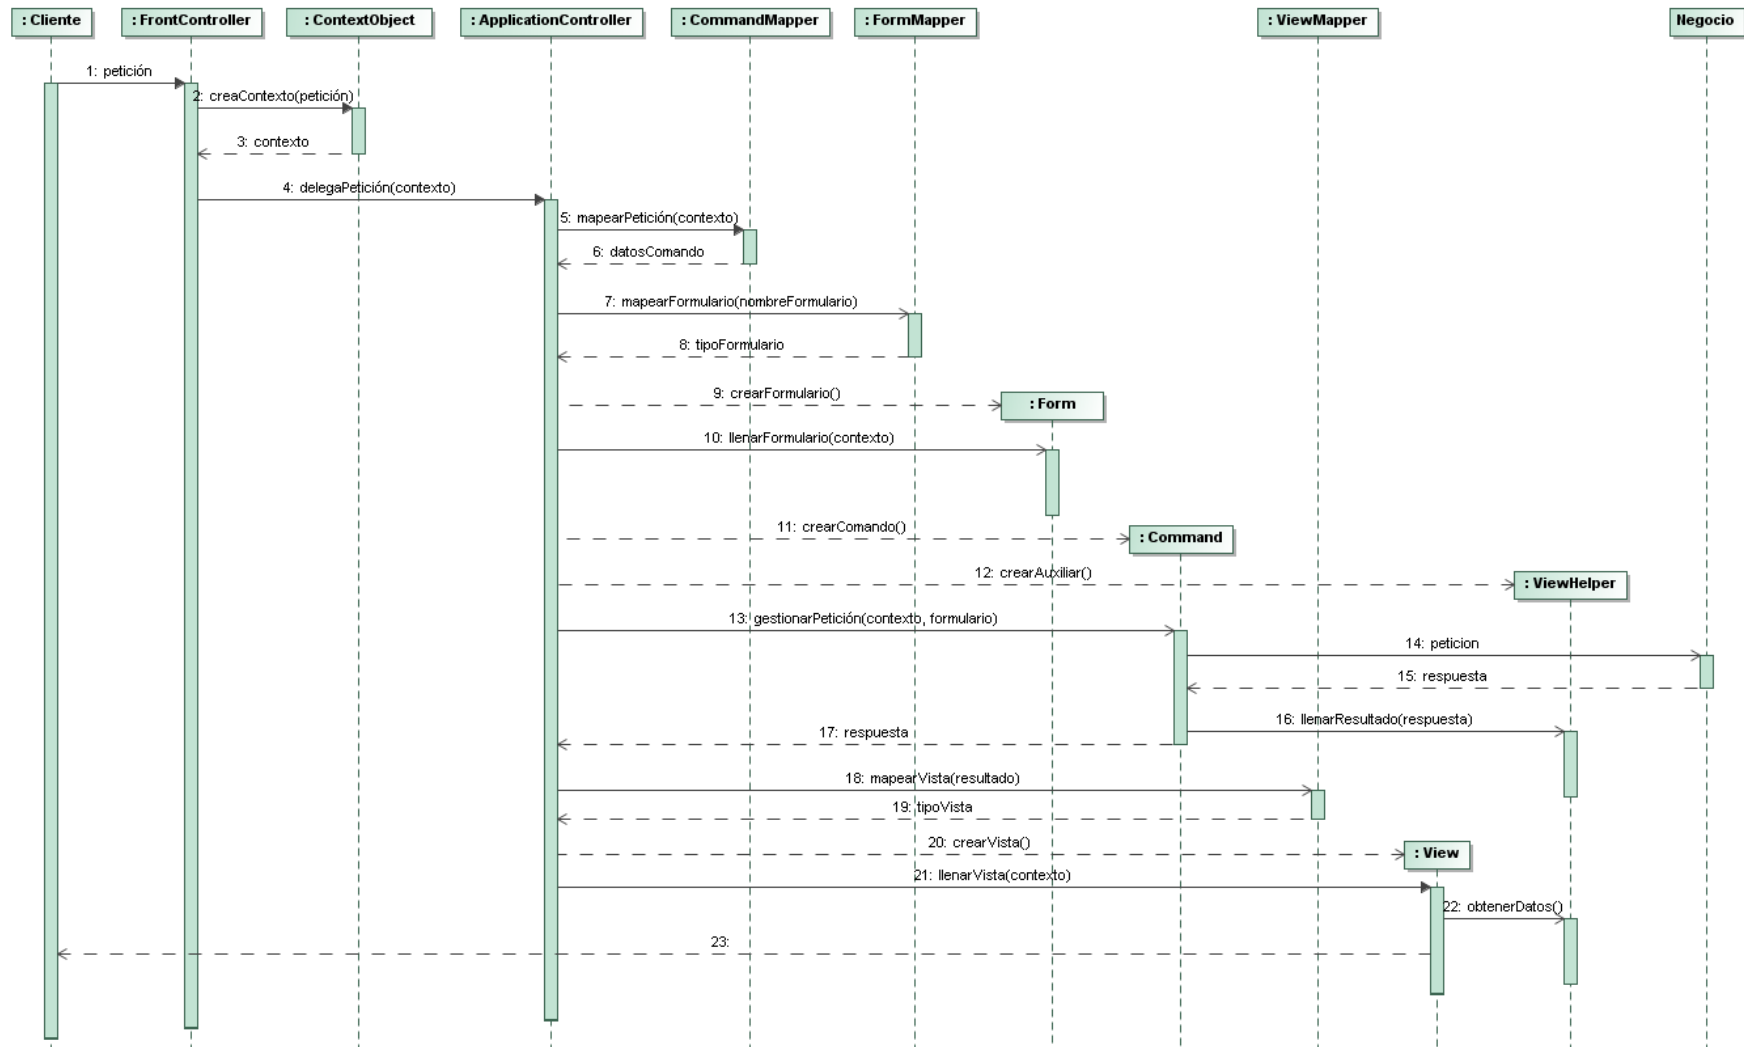 : Cliente
: FrontController
: ContextObject
: ApplicationController
: CommandMapper
: FormMapper
: ViewMapper
Negocio
1: petición
2: creaContexto(petición)
3: contexto
4: delegaPetición(contexto)
5: mapearPetición(contexto)
6: datosComando
7: mapearFormulario(nombreFormulario)
8: tipoFormulario
9: crearFormulario()
: Form
10: llenarFormulario(contexto)
11: crearComando()
: Command
12: crearAuxiliar()
: ViewHelper
13: gestionarPetición(contexto, formulario)
14: peticion
15: respuesta
16: llenarResultado(respuesta)
17: respuesta
18: mapearVista(resultado)
19: tipoVista
20: crearVista()
: View
21: llenarVista(contexto)
22: obtenerDatos()
23: